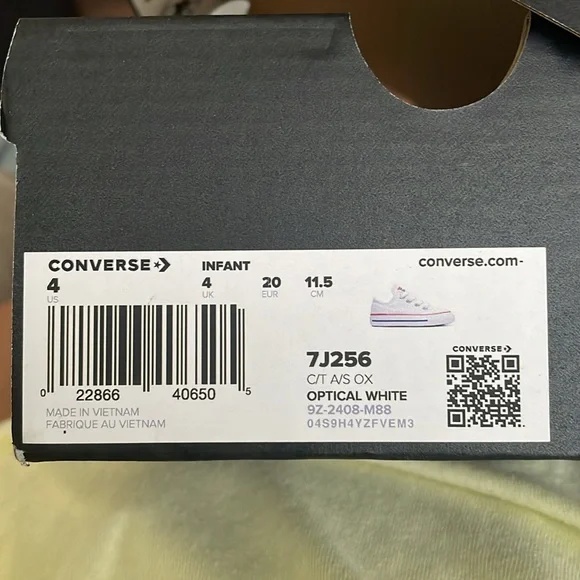 CONVERSE
INFANT
converse.com-
4 4 20 11.5
US UK EUR CM
7J256
C/T A/S OX
OPTICAL WHITE
9Z-2408-M88
04S9H4YZFVEM3
CONVERSE
0 22866 40650 5
MADE IN VIETNAM
FABRIQUE AU VIETNAM